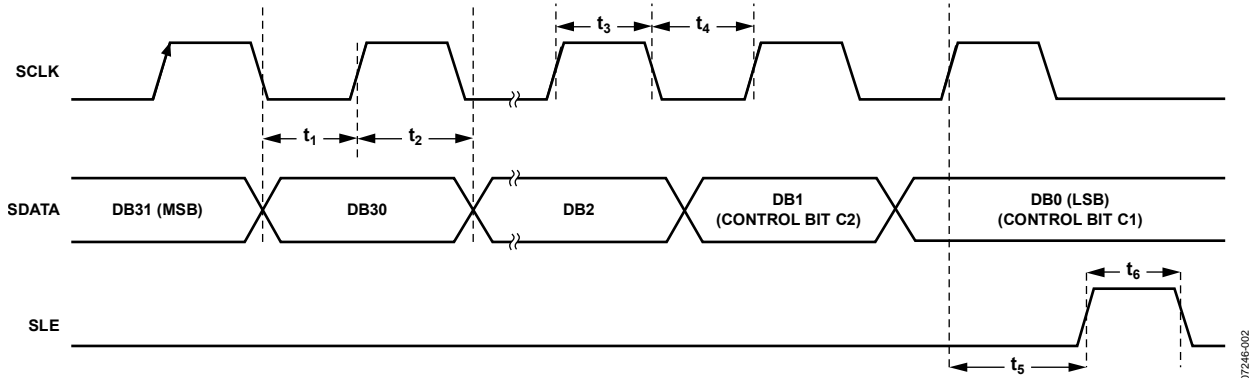 t3
t4
SCLK
t1
t2
SDATA
DB31 (MSB)
DB30
DB2
DB1
(CONTROL BIT C2)
DB0 (LSB)
(CONTROL BIT C1)
t6
SLE
t5
07246-002